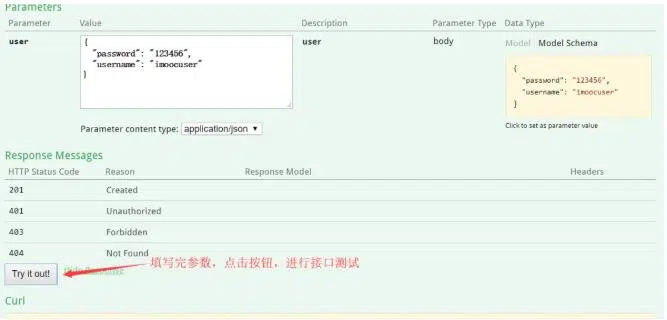 Parameters
Parameter Value Description Parameter Type Data Type
user
{
"password": "123456",
"username": "imoocuser"
}
user
body
Model Model Schema
{
"password": "123456",
"username": "imoocuser"
}
Click to set as parameter value
Parameter content type: application/json
Response Messages
HTTP Status Code Reason Response Model Headers
201 Created
401 Unauthorized
403 Forbidden
404 Not Found
Try it out!
填写完参数，点击按钮，进行接口测试
Curl